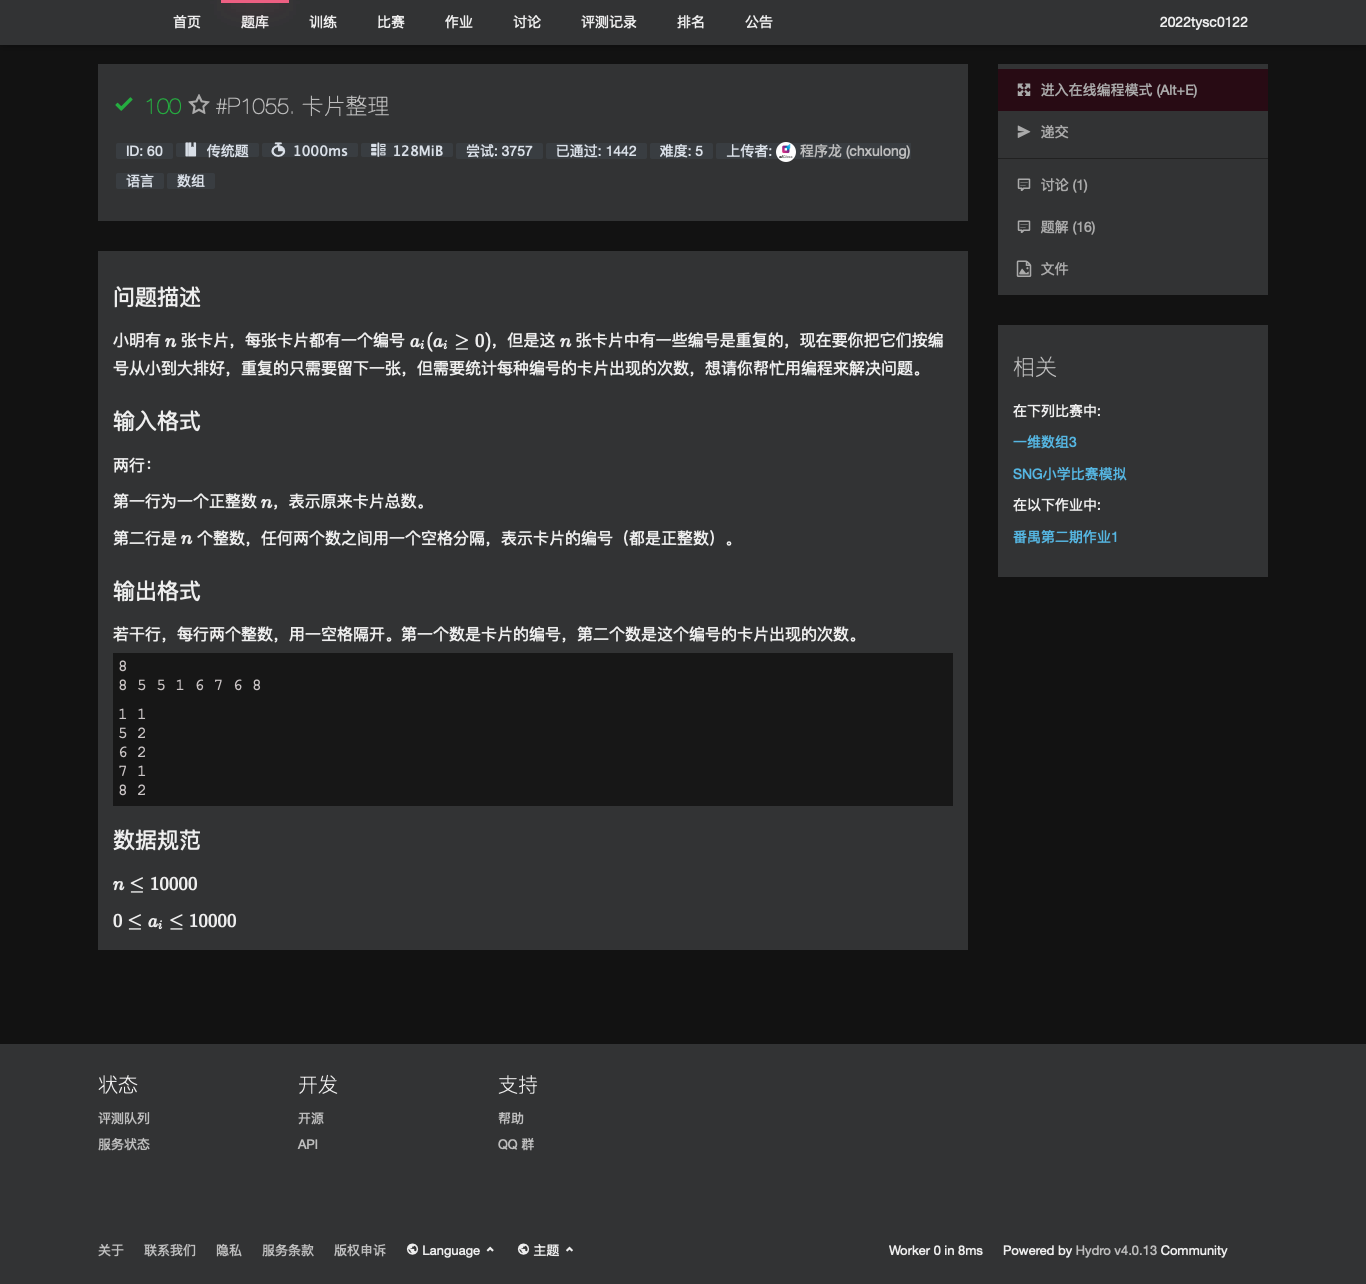 首页 题库 训练 比赛 作业 讨论 评测记录 排名 公告 2022tysc0122
100 #P1055. 卡片整理
ID: 60 传统题 1000ms 128MiB 尝试: 3757 已通过: 1442 难度: 5 上传者: 程序龙 (chxulong)
语言 数组
问题描述
小明有 n 张卡片，每张卡片都有一个编号 aᵢ(aᵢ ≥ 0)，但是这 n 张卡片中有一些编号是重复的，现在要你把它们按编
号从小到大排好，重复的只需要留下一张，但需要统计每种编号的卡片出现的次数，想请你帮忙用编程来解决问题。
输入格式
两行：
第一行为一个正整数 n，表示原来卡片总数。
第二行是 n 个整数，任何两个数之间用一个空格分隔，表示卡片的编号（都是正整数）。
输出格式
若干行，每行两个整数，用一空格隔开。第一个数是卡片的编号，第二个数是这个编号的卡片出现的次数。
8
8 5 5 1 6 7 6 8
1 1
5 2
6 2
7 1
8 2
数据规范
n ≤ 10000
0 ≤ aᵢ ≤ 10000
进入在线编程模式 (Alt+E)
递交
讨论 (1)
题解 (16)
文件
相关
在下列比赛中:
一维数组3
SNG小学比赛模拟
在以下作业中:
番禺第二期作业1
状态
评测队列
服务状态
开发
开源
API
支持
帮助
QQ 群
关于 联系我们 隐私 服务条款 版权申诉 Language 主题 Worker 0 in 8ms Powered by Hydro v4.0.13 Community